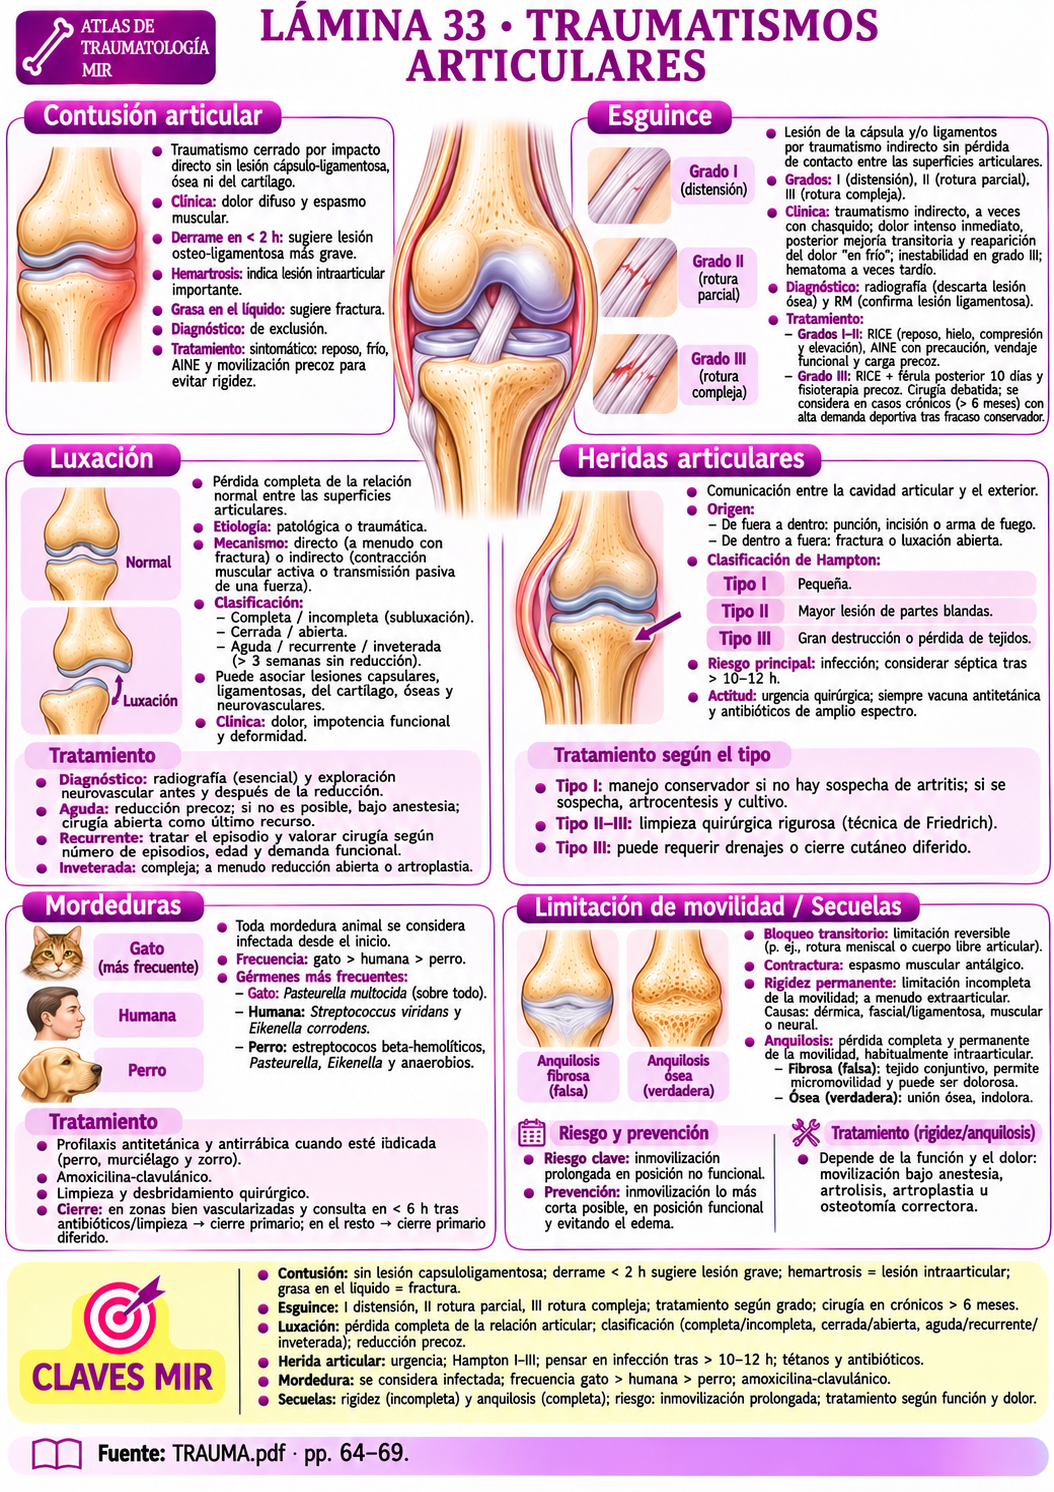 ATLAS DE
TRAUMATOLOGÍA
MIR
LÁMINA 33 · TRAUMATISMOS
ARTICULARES
Contusión articular
Traumatismo cerrado por impacto
directo sin lesión cápsulo-ligamentosa,
ósea ni del cartílago.
Clínica: dolor difuso y espasmo
muscular.
Derrame en < 2 h: sugiere lesión
osteo-ligamentosa más grave.
Hemartrosis: indica lesión intraarticular
importante.
Grasa en el líquido: sugiere fractura.
Diagnóstico: de exclusión.
Tratamiento: sintomático: reposo, frío,
AINE y movilización precoz para
evitar rigidez.
Esguince
Grado I
(distensión)
Grado II
(rotura
parcial)
Grado III
(rotura
compleja)
Lesión de la cápsula y/o ligamentos
por traumatismo indirecto sin pérdida
de contacto entre las superficies articulares.
Grados: I (distensión), II (rotura parcial),
III (rotura compleja).
Clínica: traumatismo indirecto, a veces
con chasquido; dolor intenso inmediato,
posterior mejoría transitoria y reaparición
del dolor "en frío"; inestabilidad en grado III;
hematoma a veces tardío.
Diagnóstico: radiografía (descarta lesión
ósea) y RM (confirma lesión ligamentosa).
Tratamiento:
– Grados I–II: RICE (reposo, hielo, compresión
y elevación), AINE con precaución, vendaje
funcional y carga precoz.
– Grado III: RICE + férula posterior 10 días y
fisioterapia precoz. Cirugía debatida; se
considera en casos crónicos (> 6 meses) con
alta demanda deportiva tras fracaso conservador.
Luxación
Normal
Luxación
Pérdida completa de la relación
normal entre las superficies
articulares.
Etiología: patológica o traumática.
Mecanismo: directo (a menudo con
fractura) o indirecto (contracción
muscular activa o transmisión pasiva
de una fuerza).
Clasificación:
– Completa / incompleta (subluxación).
– Cerrada / abierta.
– Aguda / recurrente / inveterada
(> 3 semanas sin reducción).
Puede asociar lesiones capsulares,
ligamentosas, del cartílago, óseas y
neurovasculares.
Clínica: dolor, impotencia funcional
y deformidad.
Tratamiento
Diagnóstico: radiografía (esencial) y exploración
neurovascular antes y después de la reducción.
Aguda: reducción precoz; si no es posible, bajo anestesia;
cirugía abierta como último recurso.
Recurrente: tratar el episodio y valorar cirugía según
número de episodios, edad y demanda funcional.
Inveterada: compleja; a menudo reducción abierta o artroplastia.
Heridas articulares
Comunicación entre la cavidad articular y el exterior.
Origen:
– De fuera a dentro: punción, incisión o arma de fuego.
– De dentro a fuera: fractura o luxación abierta.
Clasificación de Hampton:
Tipo I Pequeña.
Tipo II Mayor lesión de partes blandas.
Tipo III Gran destrucción o pérdida de tejidos.
Riesgo principal: infección; considerar séptica tras
> 10–12 h.
Actitud: urgencia quirúrgica; siempre vacuna antitetánica
y antibióticos de amplio espectro.
Tratamiento según el tipo
Tipo I: manejo conservador si no hay sospecha de artritis; si se
sospecha, artrocentesis y cultivo.
Tipo II–III: limpieza quirúrgica rigurosa (técnica de Friedrich).
Tipo III: puede requerir drenajes o cierre cutáneo diferido.
Mordeduras
Gato
(más frecuente)
Humana
Perro
Toda mordedura animal se considera
infectada desde el inicio.
Frecuencia: gato > humana > perro.
Gérmenes más frecuentes:
– Gato: Pasteurella multocida (sobre todo).
– Humana: Streptococcus viridans y
Eikenella corrodens.
– Perro: estreptococos beta-hemolíticos,
Pasteurella, Eikenella y anaerobios.
Tratamiento
Profilaxis antitetánica y antirrábica cuando esté indicada
(perro, murciélago y zorro).
Amoxicilina-clavulánico.
Limpieza y desbridamiento quirúrgico.
Cierre: en zonas bien vascularizadas y consulta en < 6 h tras
antibióticos/limpieza → cierre primario; en el resto → cierre primario
diferido.
Limitación de movilidad / Secuelas
Anquilosis
fibrosa
(falsa)
Anquilosis
ósea
(verdadera)
Bloqueo transitorio: limitación reversible
(p. ej., rotura meniscal o cuerpo libre articular).
Contractura: espasmo muscular antálgico.
Rigidez permanente: limitación incompleta
de la movilidad; a menudo extraarticular.
Causas: dérmica, fascial/ligamentosa, muscular
o neural.
Anquilosis: pérdida completa y permanente
de la movilidad, habitualmente intraarticular.
– Fibrosa (falsa): tejido conjuntivo, permite
micromovilidad y puede ser dolorosa.
– Ósea (verdadera): unión ósea, indolora.
Riesgo y prevención
Riesgo clave: inmovilización
prolongada en posición no funcional.
Prevención: inmovilización lo más
corta posible, en posición funcional
y evitando el edema.
Tratamiento (rigidez/anquilosis)
Depende de la función y el dolor:
movilización bajo anestesia,
artrolisis, artroplastia u
osteotomía correctora.
CLAVES MIR
Contusión: sin lesión capsuloligamentosa; derrame < 2 h sugiere lesión grave; hemartrosis = lesión intraarticular;
grasa en el líquido = fractura.
Esguince: I distensión, II rotura parcial, III rotura compleja; tratamiento según grado; cirugía en crónicos > 6 meses.
Luxación: pérdida completa de la relación articular; clasificación (completa/incompleta, cerrada/abierta, aguda/recurrente/
inveterada); reducción precoz.
Herida articular: urgencia; Hampton I–III; pensar en infección tras > 10–12 h; tétanos y antibióticos.
Mordedura: se considera infectada; frecuencia gato > humana > perro; amoxicilina-clavulánico.
Secuelas: rigidez (incompleta) y anquilosis (completa); riesgo: inmovilización prolongada; tratamiento según función y dolor.
Fuente: TRAUMA.pdf · pp. 64–69.